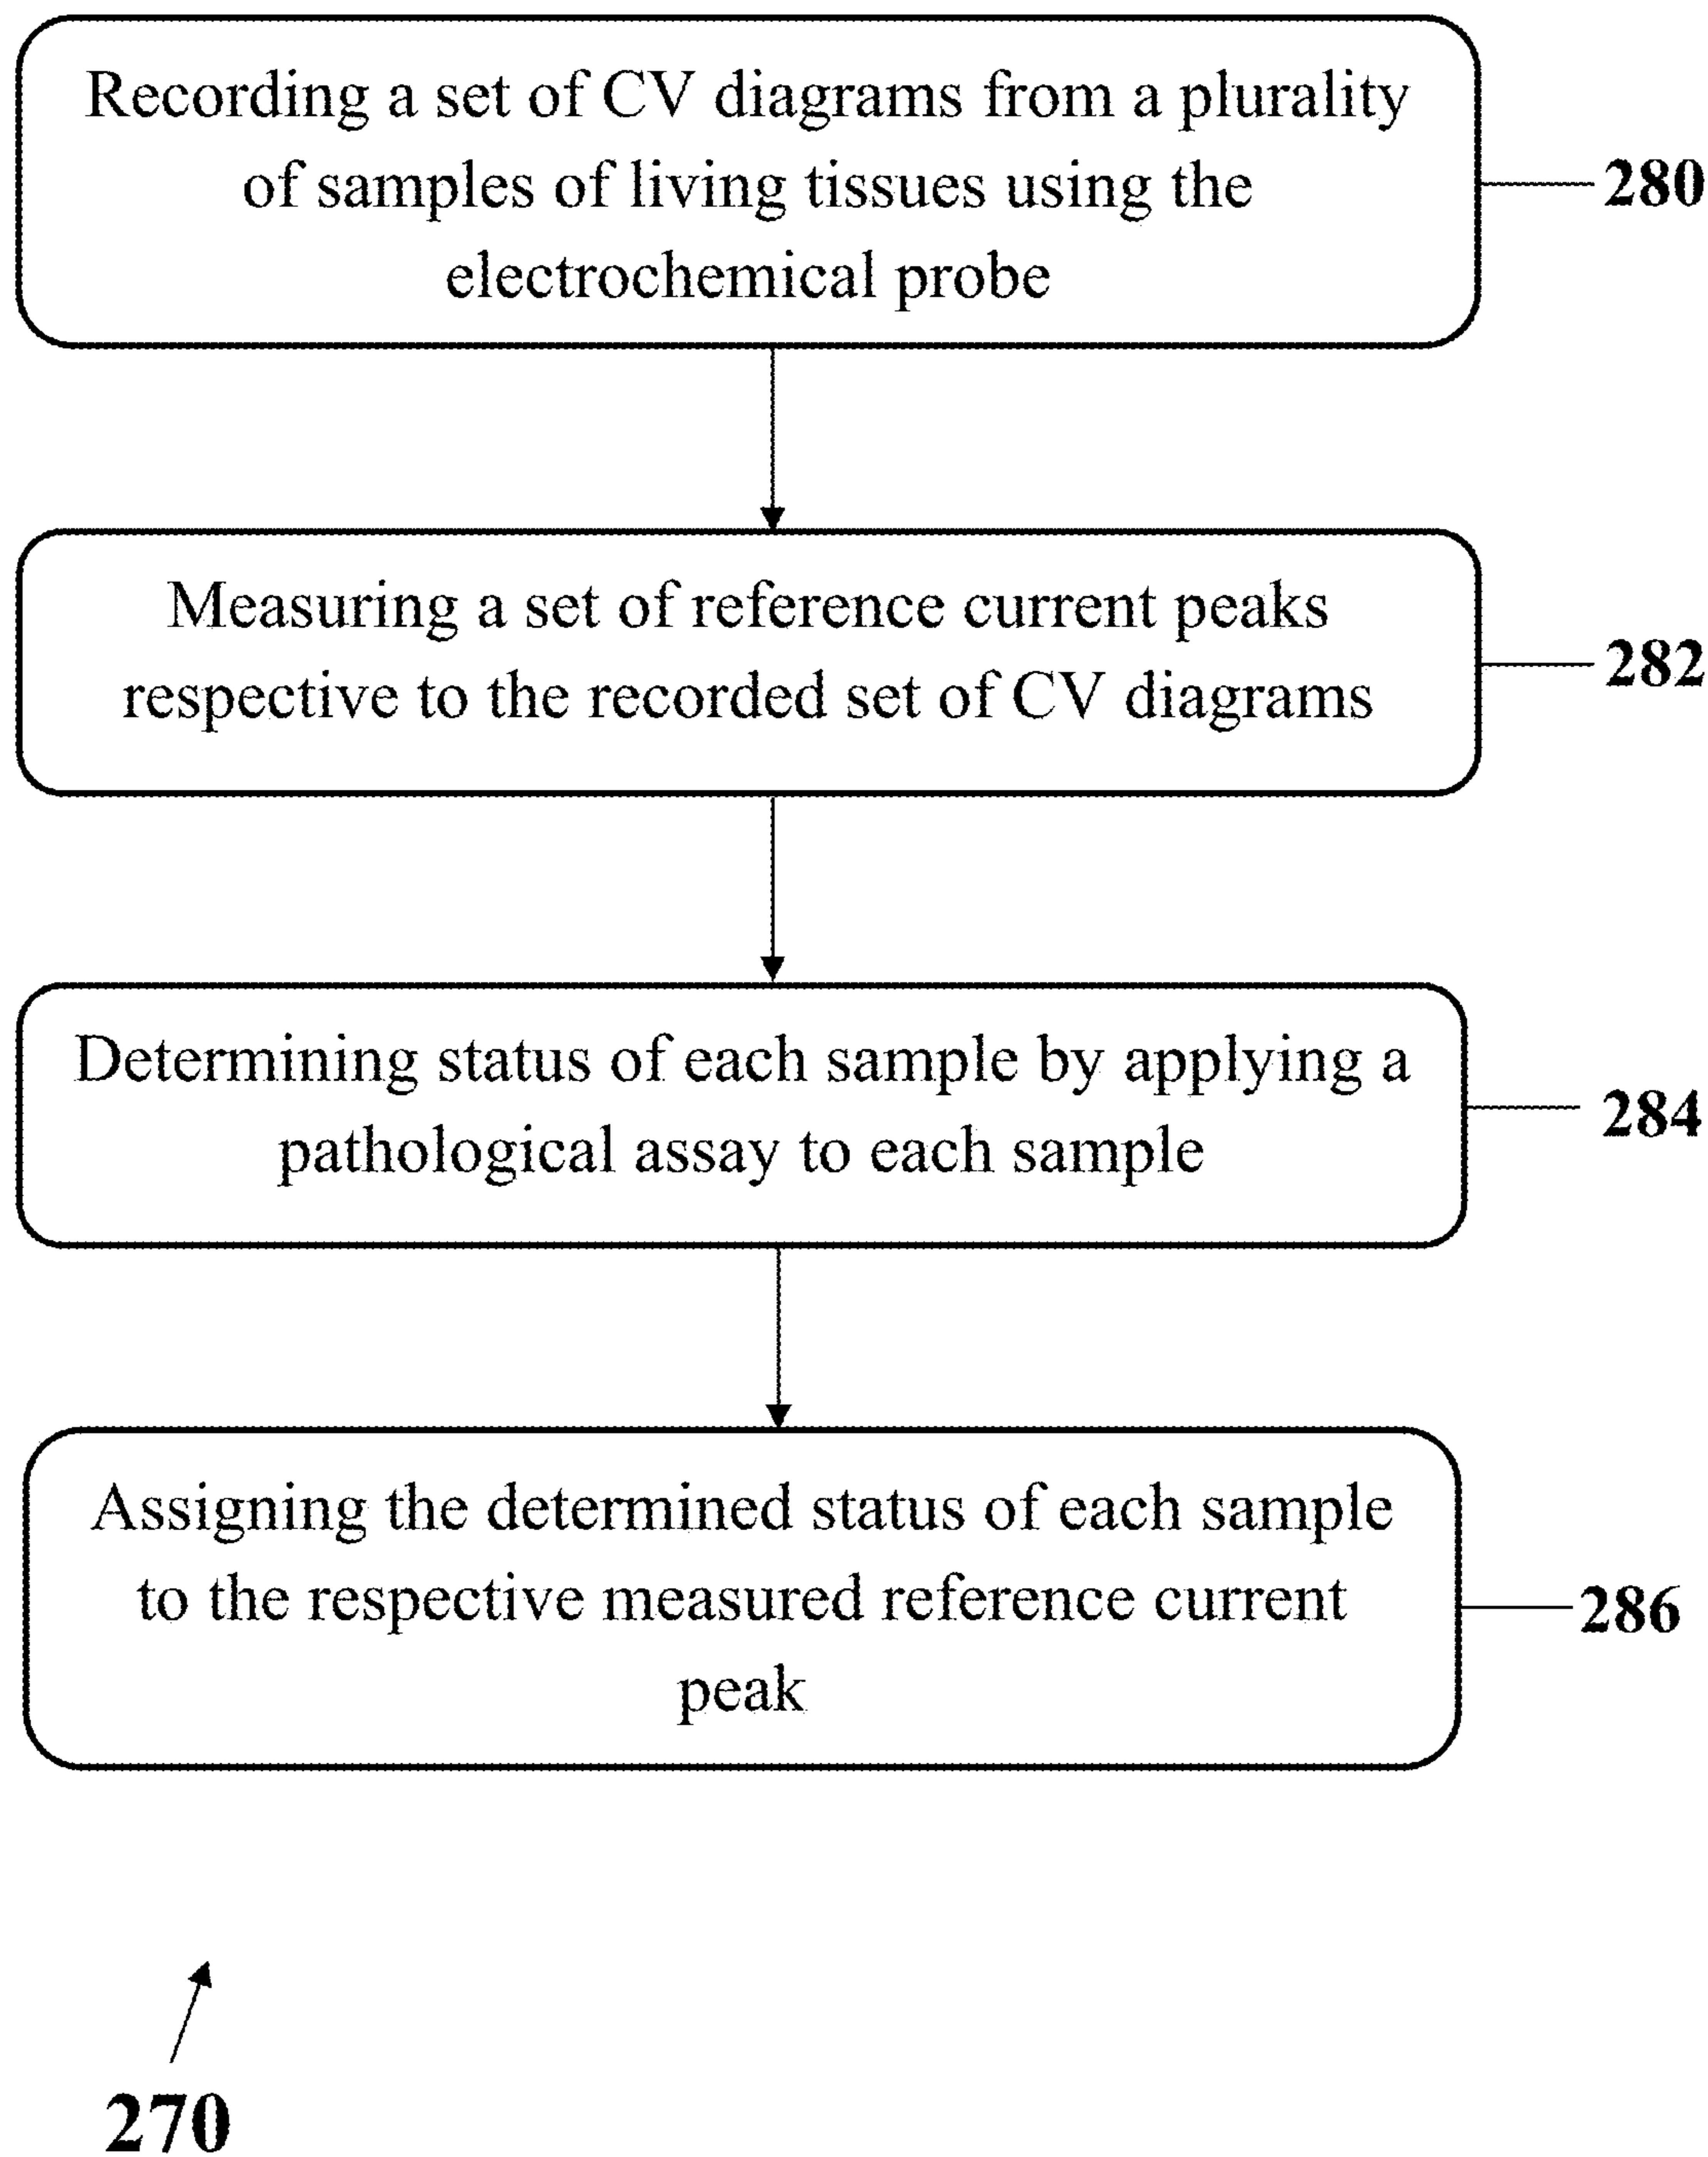 Recording a set of CV diagrams from a plurality
of samples of living tissues using the
electrochemical probe
280
Measuring a set of reference current peaks
respective to the recorded set of CV diagrams
282
Determining status of each sample by applying a
pathological assay to each sample
284
Assigning the determined status of each sample
to the respective measured reference current
peak
286
270